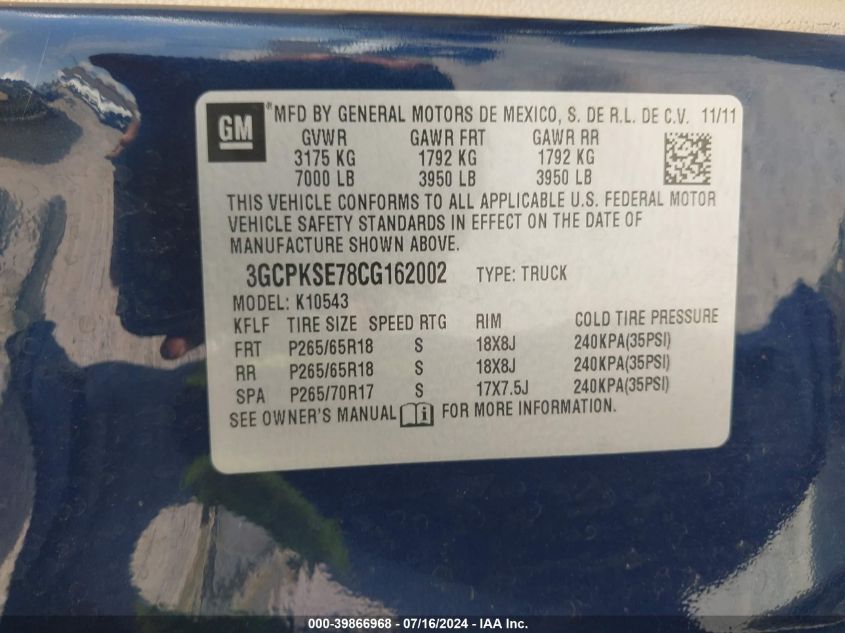 GM ® MFD BY GENERAL MOTORS DE MEXICO, S. DE R.L. DE C.V. 11/11
GVWR GAWR FRT GAWR RR
3175 KG 1792 KG 1792 KG
7000 LB 3950 LB 3950 LB
THIS VEHICLE CONFORMS TO ALL APPLICABLE U.S. FEDERAL MOTOR
VEHICLE SAFETY STANDARDS IN EFFECT ON THE DATE OF
MANUFACTURE SHOWN ABOVE.
3GCPKSE78CG162002 TYPE: TRUCK
MODEL: K10543
KFLF TIRE SIZE SPEED RTG RIM COLD TIRE PRESSURE
FRT P265/65R18 S 18X8J 240KPA(35PSI)
RR P265/65R18 S 18X8J 240KPA(35PSI)
SPA P265/70R17 S 17X7.5J 240KPA(35PSI)
SEE OWNER'S MANUAL i FOR MORE INFORMATION.
000-39866968 / 07/16/2024 - IAA Inc.